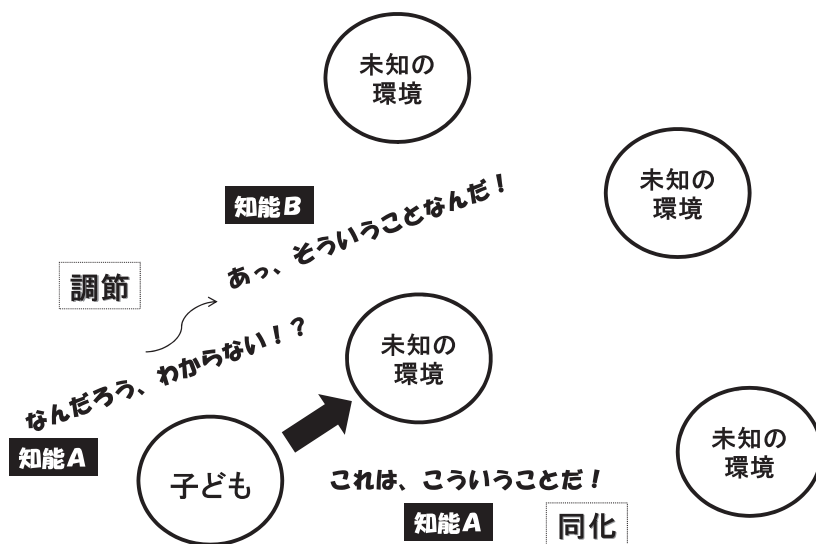 未知の
環境
未知の
環境
知能B
あっ、そういうことなんだ！
調節
なんだろう、わからない！？
未知の
環境
知能A
子ども
未知の
環境
これは、こういうことだ！
知能A
同化